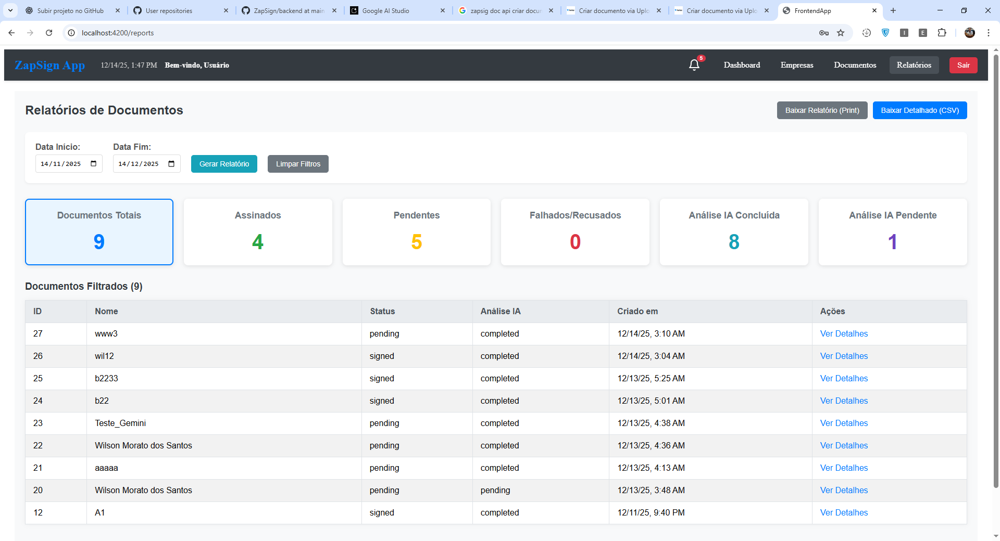 Subir projeto no GitHub
User repositories
ZapSign/backend at main
Google AI Studio
zapsig doc api criar docum
Criar documento via Uplo
Criar documento via Uplo
FrontendApp
localhost:4200/reports
I
E
ZapSign App
12/14/25, 1:47 PM
Bem-vindo, Usuário
5
Dashboard
Empresas
Documentos
Relatórios
Sair
Relatórios de Documentos
Baixar Relatório (Print)
Baixar Detalhado (CSV)
Data Início:
Data Fim:
14/11/2025
14/12/2025
Gerar Relatório
Limpar Filtros
Documentos Totais
9
Assinados
4
Pendentes
5
Falhados/Recusados
0
Análise IA Concluída
8
Análise IA Pendente
1
Documentos Filtrados (9)
ID Nome Status Análise IA Criado em Ações
27 www3 pending completed 12/14/25, 3:10 AM Ver Detalhes
26 wil12 signed completed 12/14/25, 3:04 AM Ver Detalhes
25 b2233 signed completed 12/13/25, 5:25 AM Ver Detalhes
24 b22 signed completed 12/13/25, 5:01 AM Ver Detalhes
23 Teste_Gemini pending completed 12/13/25, 4:38 AM Ver Detalhes
22 Wilson Morato dos Santos pending completed 12/13/25, 4:36 AM Ver Detalhes
21 aaaaa pending completed 12/13/25, 4:13 AM Ver Detalhes
20 Wilson Morato dos Santos pending pending 12/13/25, 3:48 AM Ver Detalhes
12 A1 signed completed 12/11/25, 9:40 PM Ver Detalhes